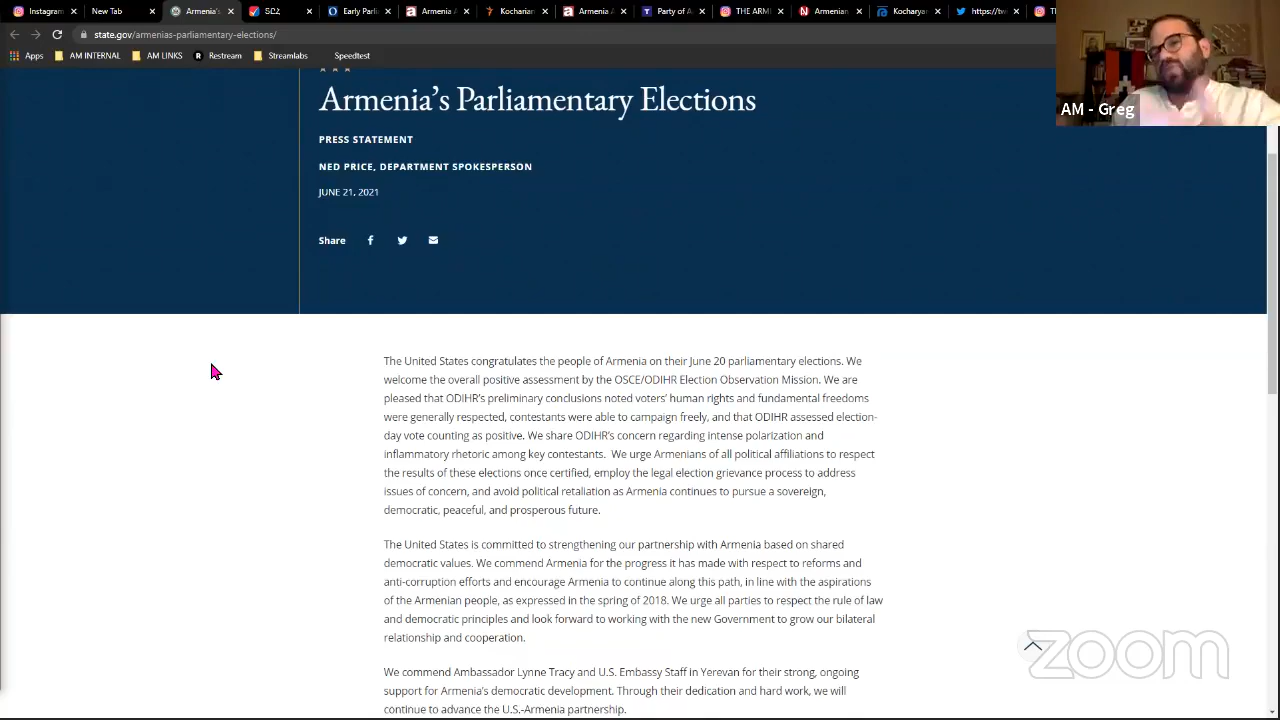 Instagram
New Tab
Armenia's
SCՀ
Early Parli
Armenia A
Kocharian
Armenia A
Party of A
THE ARMI
Armenian
Kocharyan
https://tw
state.gov/armenias-parliamentary-elections/
Apps
AM INTERNAL
AM LINKS
Restream
Streamlabs
Speedtest
AM - Greg
Armenia's Parliamentary Elections
PRESS STATEMENT
NED PRICE, DEPARTMENT SPOKESPERSON
JUNE 21, 2021
Share
The United States congratulates the people of Armenia on their June 20 parliamentary elections. We
welcome the overall positive assessment by the OSCE/ODIHR Election Observation Mission. We are
pleased that ODIHR's preliminary conclusions noted voters' human rights and fundamental freedoms
were generally respected, contestants were able to campaign freely, and that ODIHR assessed election-
day vote counting as positive. We share ODIHR's concern regarding intense polarization and
inflammatory rhetoric among key contestants. We urge Armenians of all political affiliations to respect
the results of these elections once certified, employ the legal election grievance process to address
issues of concern, and avoid political retaliation as Armenia continues to pursue a sovereign,
democratic, peaceful, and prosperous future.
The United States is committed to strengthening our partnership with Armenia based on shared
democratic values. We commend Armenia for the progress it has made with respect to reforms and
anti-corruption efforts and encourage Armenia to continue along this path, in line with the aspirations
of the Armenian people, as expressed in the spring of 2018. We urge all parties to respect the rule of law
and democratic principles and look forward to working with the new Government to grow our bilateral
relationship and cooperation.
We commend Ambassador Lynne Tracy and U.S. Embassy Staff in Yerevan for their strong, ongoing
support for Armenia's democratic development. Through their dedication and hard work, we will
continue to advance the U.S.-Armenia partnership.
zoom